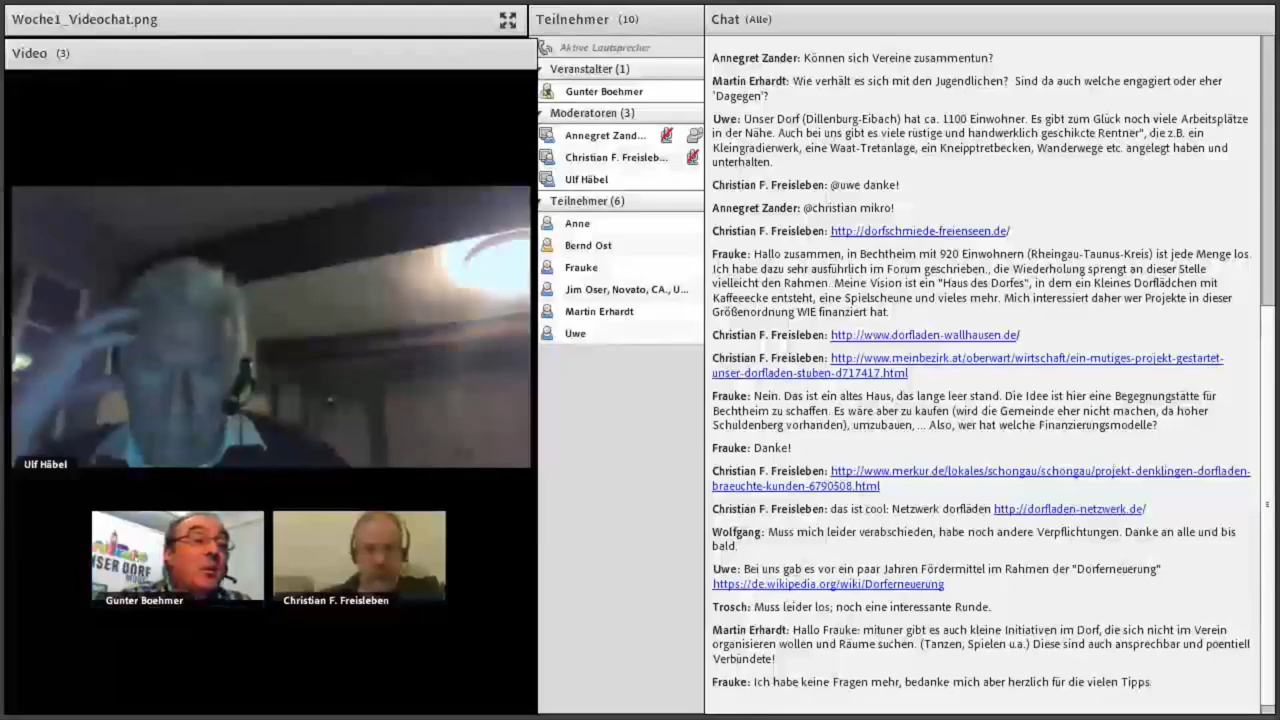 Woche1_Videochat.png
Video (3)
Ulf Häbel
NSER DORF
Gunter Boehmer
Christian F. Freisleben
Teilnehmer (10)
Aktive Lautsprecher
Veranstalter (1)
Gunter Boehmer
Moderatoren (3)
Annegret Zand...
Christian F. Freisleb...
Ulf Häbel
Teilnehmer (6)
Anne
Bernd Ost
Frauke
Jim Oser, Novato, CA., U...
Martin Erhardt
Uwe
Chat (Alle)
Annegret Zander: Können sich Vereine zusammentun?
Martin Erhardt: Wie verhält es sich mit den Jugendlichen? Sind da auch welche engagiert oder eher
'Dagegen'?
Uwe: Unser Dorf (Dillenburg-Eibach) hat ca. 1100 Einwohner. Es gibt zum Glück noch viele Arbeitsplätze
in der Nähe. Auch bei uns gibt es viele rüstige und handwerklich geschikcte Rentner", die z.B. ein
Kleingradierwerk, eine Waat-Tretanlage, ein Kneipptretbecken, Wanderwege etc. angelegt haben und
unterhalten.
Christian F. Freisleben: @uwe danke!
Annegret Zander: @christian mikro!
Christian F. Freisleben: http://dorfschmiede-freienseen.de/
Frauke: Hallo zusammen, in Bechtheim mit 920 Einwohnern (Rheingau-Taunus-Kreis) ist jede Menge los.
Ich habe dazu sehr ausführlich im Forum geschrieben., die Wiederholung sprengt an dieser Stelle
vielleicht den Rahmen. Meine Vision ist ein "Haus des Dorfes", in dem ein Kleines Dorflädchen mit
Kaffeeecke entsteht, eine Spielscheune und vieles mehr. Mich interessiert daher wer Projekte in dieser
Größenordnung WIE finanziert hat.
Christian F. Freisleben: http://www.dorfladen-wallhausen.de/
Christian F. Freisleben: http://www.meinbezirk.at/oberwart/wirtschaft/ein-mutiges-projekt-gestartet-
unser-dorfladen-stuben-d717417.html
Frauke: Nein. Das ist ein altes Haus, das lange leer stand. Die Idee ist hier eine Begegnungstätte für
Bechtheim zu schaffen. Es wäre aber zu kaufen (wird die Gemeinde eher nicht machen, da hoher
Schuldenberg vorhanden), umzubauen, ... Also, wer hat welche Finanzierungsmodelle?
Frauke: Danke!
Christian F. Freisleben: http://www.merkur.de/lokales/schongau/schongau/projekt-denklingen-dorfladen-
braeuchte-kunden-6790508.html
Christian F. Freisleben: das ist cool: Netzwerk dorfläden http://dorfladen-netzwerk.de/
Wolfgang: Muss mich leider verabschieden, habe noch andere Verpflichtungen. Danke an alle und bis
bald.
Uwe: Bei uns gab es vor ein paar Jahren Fördermittel im Rahmen der "Dorferneuerung"
https://de.wikipedia.org/wiki/Dorferneuerung
Trosch: Muss leider los; noch eine interessante Runde.
Martin Erhardt: Hallo Frauke: mituner gibt es auch kleine Initiativen im Dorf, die sich nicht im Verein
organisieren wollen und Räume suchen. (Tanzen, Spielen u.a.) Diese sind auch ansprechbar und poentiell
Verbündete!
Frauke: Ich habe keine Fragen mehr, bedanke mich aber herzlich für die vielen Tipps.